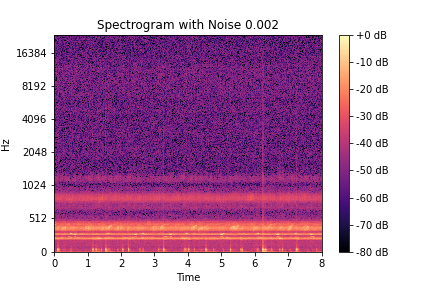 Spectrogram with Noise 0.002
Hz
16384
8192
4096
2048
1024
512
0
0 1 2 3 4 5 6 7 8
Time
+0 dB
-10 dB
-20 dB
-30 dB
-40 dB
-50 dB
-60 dB
-70 dB
-80 dB